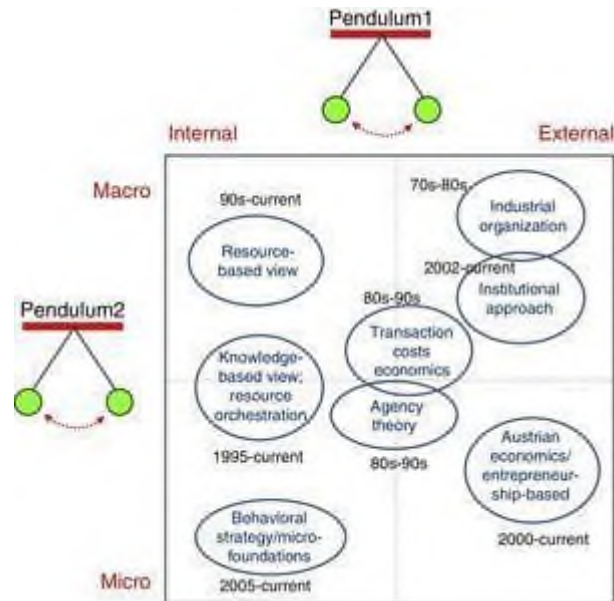 Pendulum1
Internal
External
Macro
70s-80s
Industrial
organization
90s-current
Resource-
based view
2002-current
Institutional
approach
Pendulum2
80s-90s
Transaction
costs
economics
Knowledge-
based view;
resource
orchestration
1995-current
Agency
theory
80s-90s
Austrian
economics/
entrepreneur-
ship-based
2000-current
Behavioral
strategy/micro-
foundations
2005-current
Micro